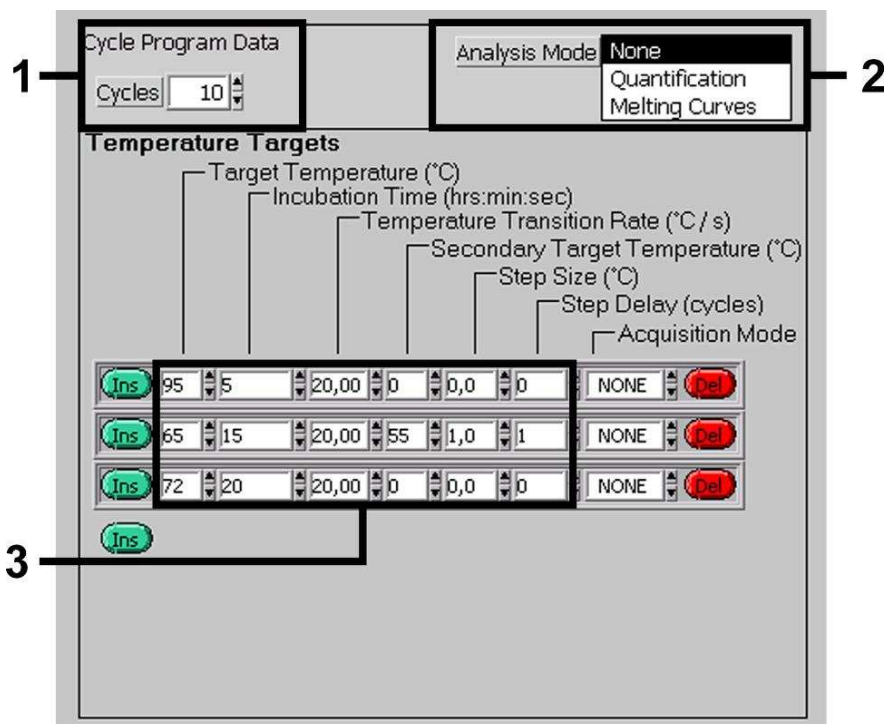 Cycle Program Data
Cycles 10
Analysis Mode None
Quantification
Melting Curves
1
2
Temperature Targets
Target Temperature (°C)
Incubation Time (hrs:min:sec)
Temperature Transition Rate (°C / s)
Secondary Target Temperature (°C)
Step Size (°C)
Step Delay (cycles)
Acquisition Mode
Ins 95 5 20,00 0 0,0 0 NONE Del
Ins 65 15 20,00 55 1,0 1 NONE Del
Ins 72 20 20,00 0 0,0 0 NONE Del
Ins
3